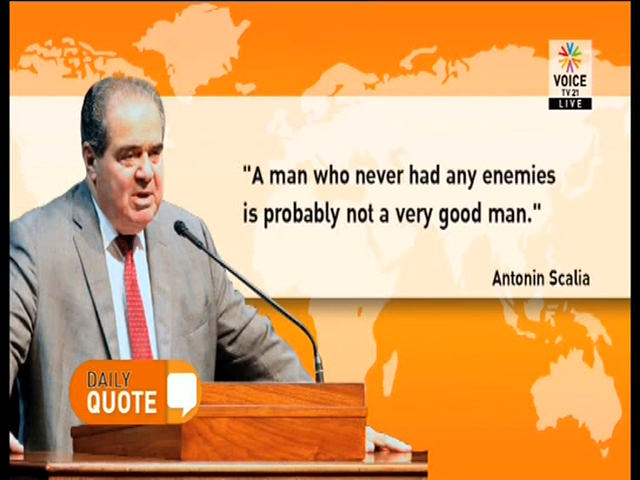 VOICE
TV 21
LIVE
"A man who never had any enemies
is probably not a very good man."
Antonin Scalia
DAILY
QUOTE